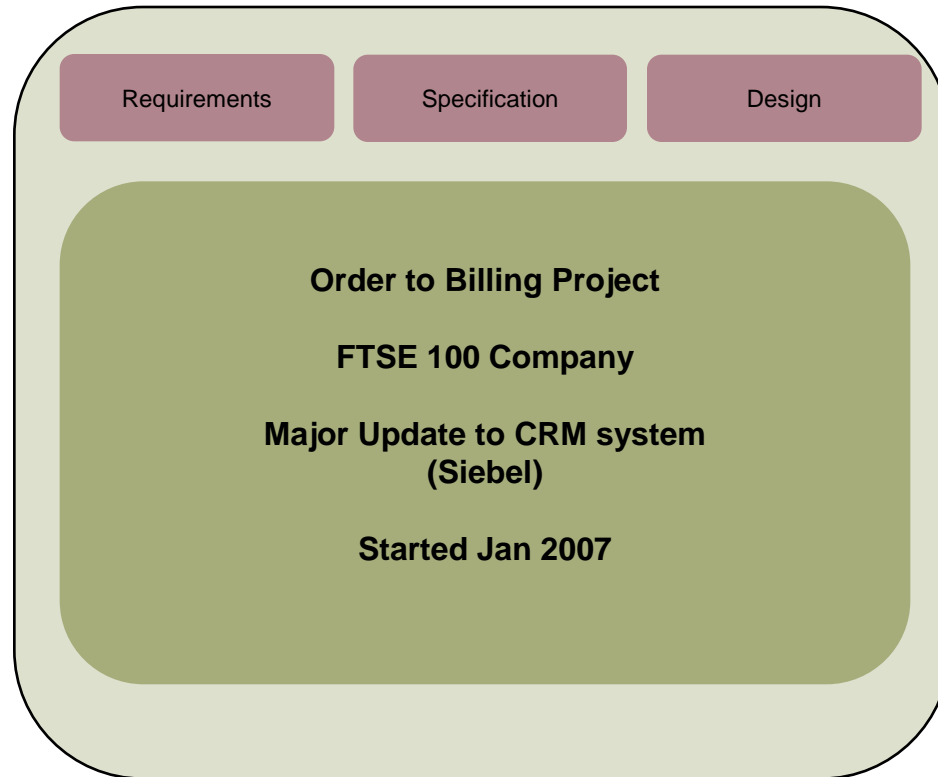 Requirements
Specification
Design
Order to Billing Project
FTSE 100 Company
Major Update to CRM system
(Siebel)
Started Jan 2007